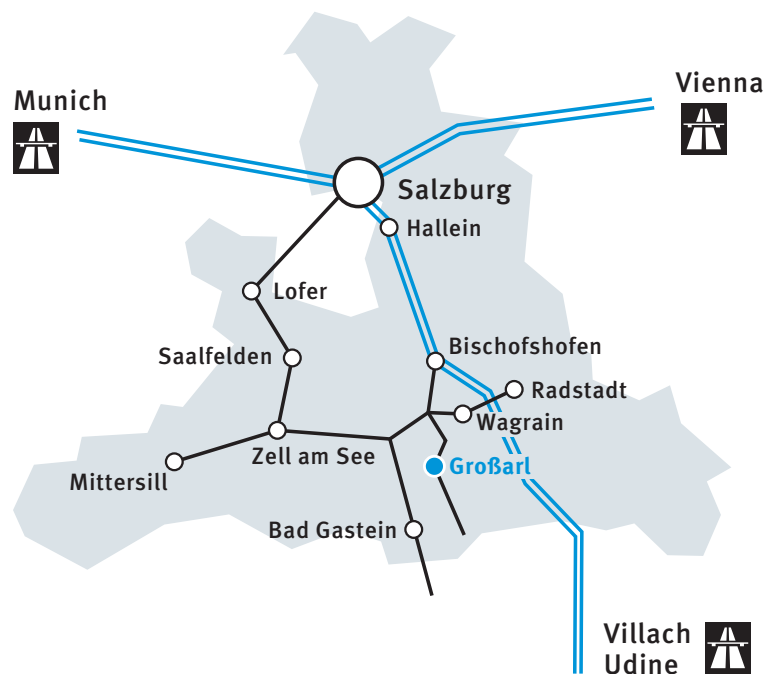 Munich
Vienna
Salzburg
Hallein
Lofer
Saalfelden
Bischofshofen
Radstadt
Wagrain
Zell am See
Großarl
Mittersill
Bad Gastein
Villach
Udine